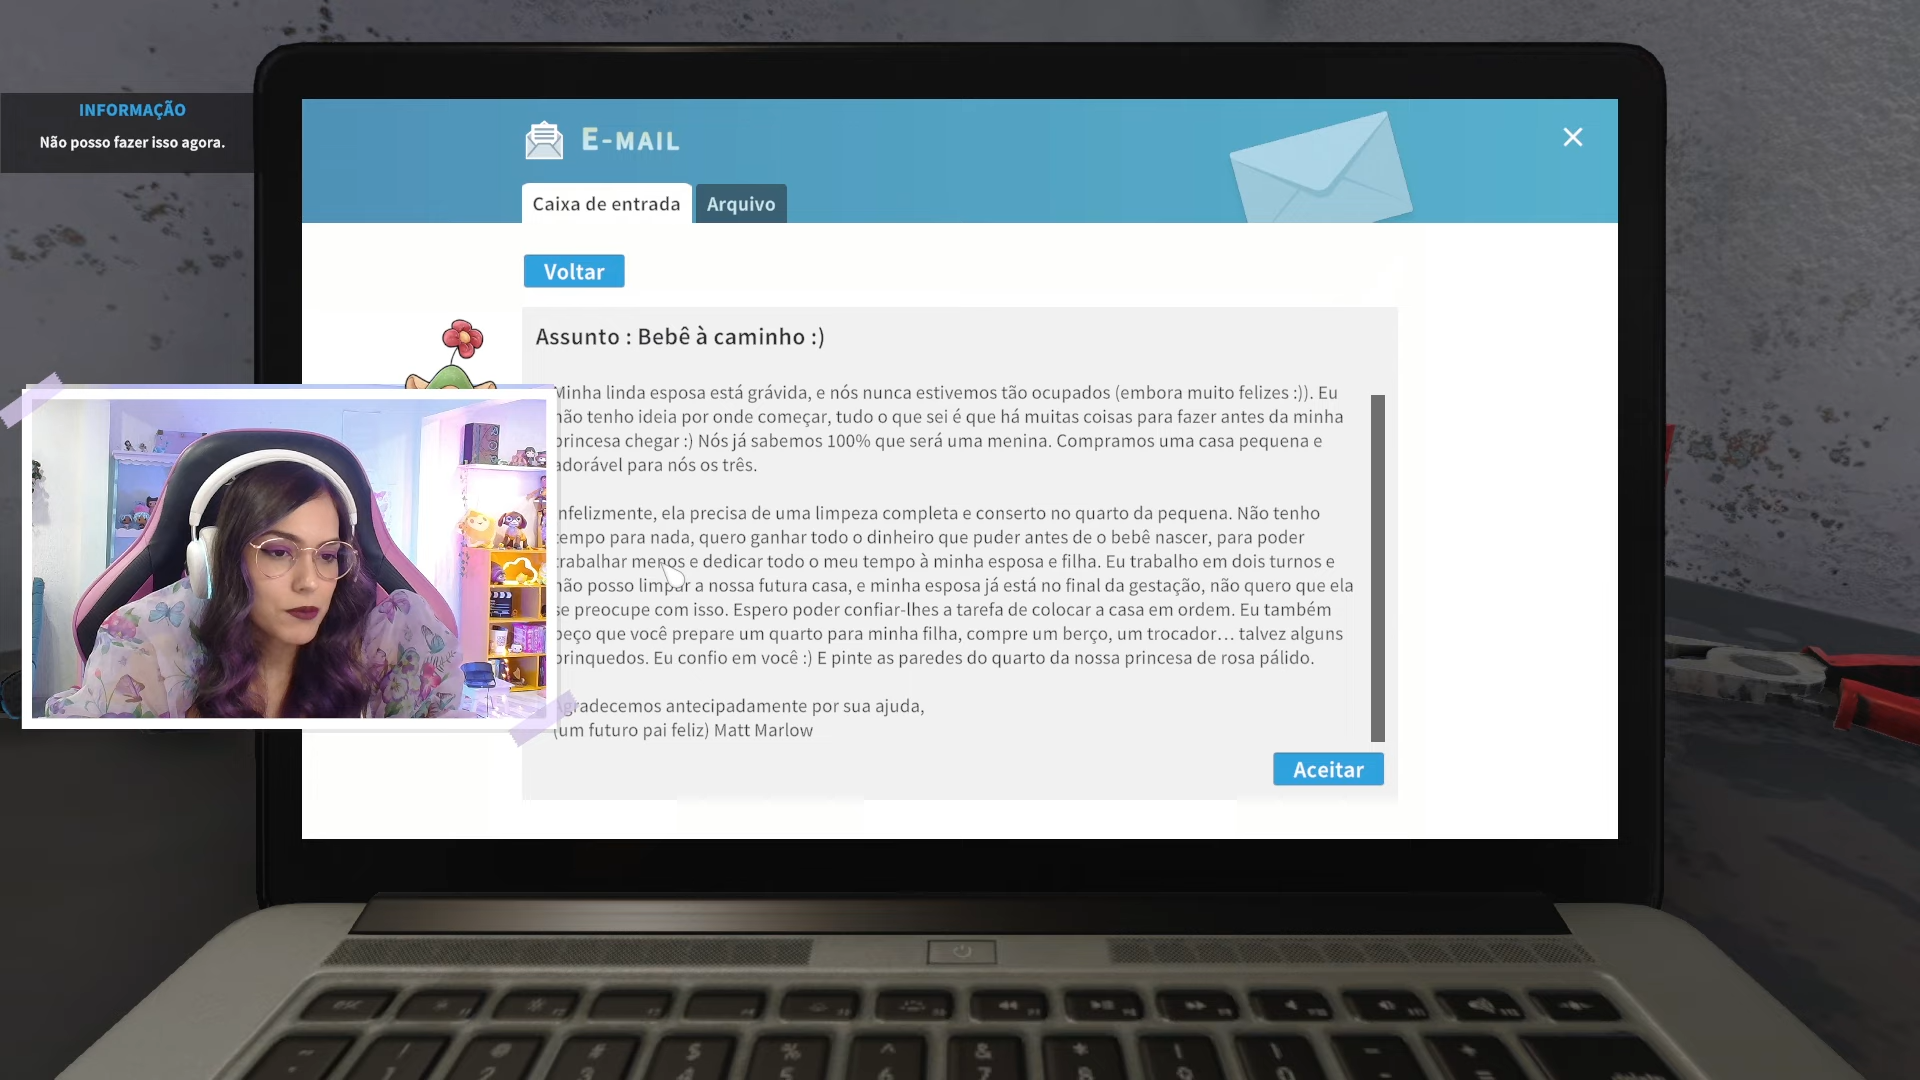 INFORMAÇÃO
Não posso fazer isso agora.
E-MAIL
Caixa de entrada
Arquivo
Voltar
Assunto : Bebê à caminho :)
Minha linda esposa está grávida, e nós nunca estivemos tão ocupados (embora muito felizes :)). Eu
não tenho ideia por onde começar, tudo o que sei é que há muitas coisas para fazer antes da minha
princesa chegar :) Nós já sabemos 100% que será uma menina. Compramos uma casa pequena e
adorável para nós os três.
Infelizmente, ela precisa de uma limpeza completa e conserto no quarto da pequena. Não tenho
tempo para nada, quero ganhar todo o dinheiro que puder antes de o bebê nascer, para poder
trabalhar menos e dedicar todo o meu tempo à minha esposa e filha. Eu trabalho em dois turnos e
não posso limpar a nossa futura casa, e minha esposa já está no final da gestação, não quero que ela
se preocupe com isso. Espero poder confiar-lhes a tarefa de colocar a casa em ordem. Eu também
peço que você prepare um quarto para minha filha, compre um berço, um trocador... talvez alguns
brinquedos. Eu confio em você :) E pinte as paredes do quarto da nossa princesa de rosa pálido.
Agradecemos antecipadamente por sua ajuda,
(um futuro pai feliz) Matt Marlow
Aceitar